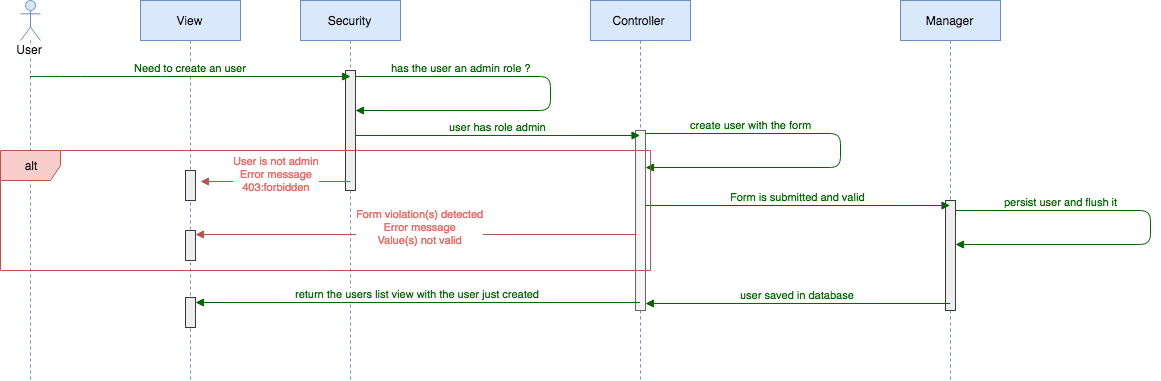 User
View
Security
Controller
Manager
Need to create an user
has the user an admin role ?
user has role admin
create user with the form
alt
User is not admin
Error message
403:forbidden
Form is submitted and valid
persist user and flush it
Form violation(s) detected
Error message
Value(s) not valid
return the users list view with the user just created
user saved in database